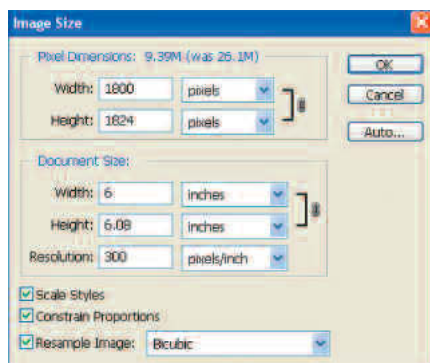 Image Size
Pixel Dimensions: 9.39M (was 26.1M)
Width: 1800 pixels
Height: 1824 pixels
OK
Cancel
Auto...
Document Size:
Width: 6 inches
Height: 6.08 inches
Resolution: 300 pixels/inch
Scale Styles
Constrain Proportions
Resample Image: Bicubic